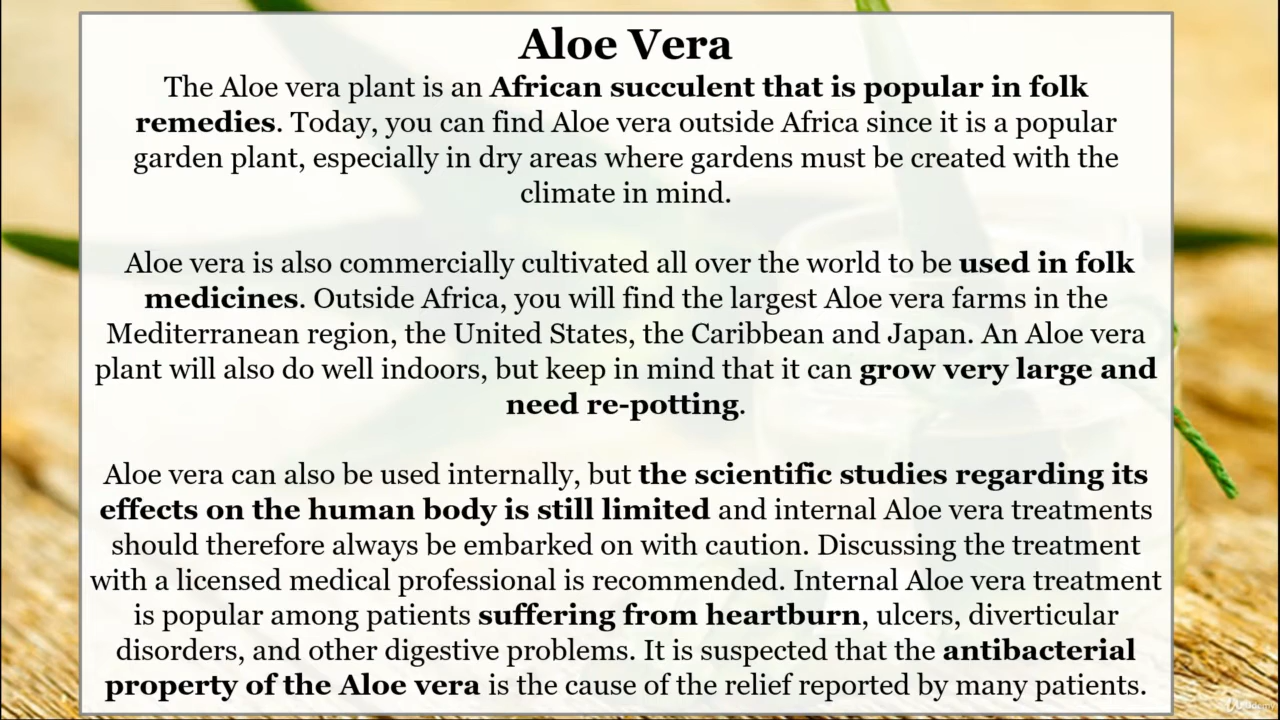 Aloe Vera
The Aloe vera plant is an African succulent that is popular in folk
remedies. Today, you can find Aloe vera outside Africa since it is a popular
garden plant, especially in dry areas where gardens must be created with the
climate in mind.
Aloe vera is also commercially cultivated all over the world to be used in folk
medicines. Outside Africa, you will find the largest Aloe vera farms in the
Mediterranean region, the United States, the Caribbean and Japan. An Aloe vera
plant will also do well indoors, but keep in mind that it can grow very large and
need re-potting.
Aloe vera can also be used internally, but the scientific studies regarding its
effects on the human body is still limited and internal Aloe vera treatments
should therefore always be embarked on with caution. Discussing the treatment
with a licensed medical professional is recommended. Internal Aloe vera treatment
is popular among patients suffering from heartburn, ulcers, diverticular
disorders, and other digestive problems. It is suspected that the antibacterial
property of the Aloe vera is the cause of the relief reported by many patients.